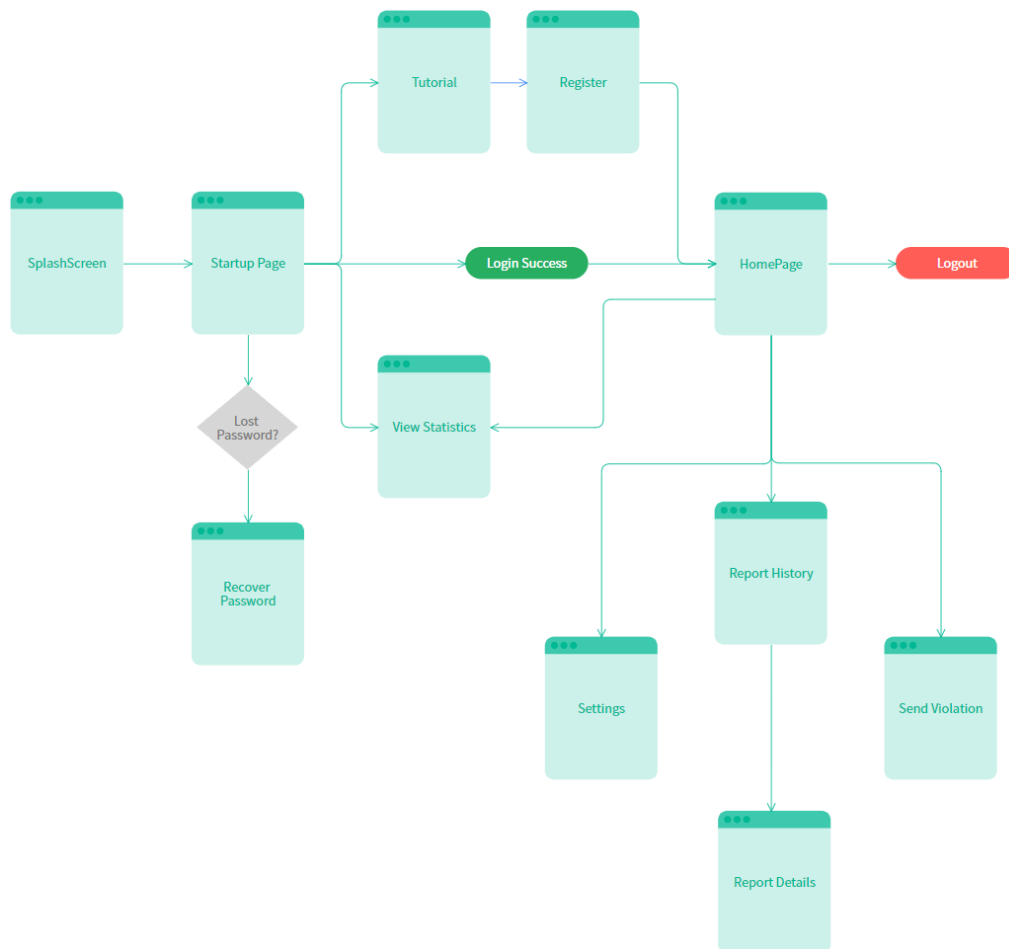 Tutorial
Register
SplashScreen
Startup Page
Login Success
HomePage
Logout
Lost
Password?
View Statistics
Recover
Password
Report History
Settings
Send Violation
Report Details